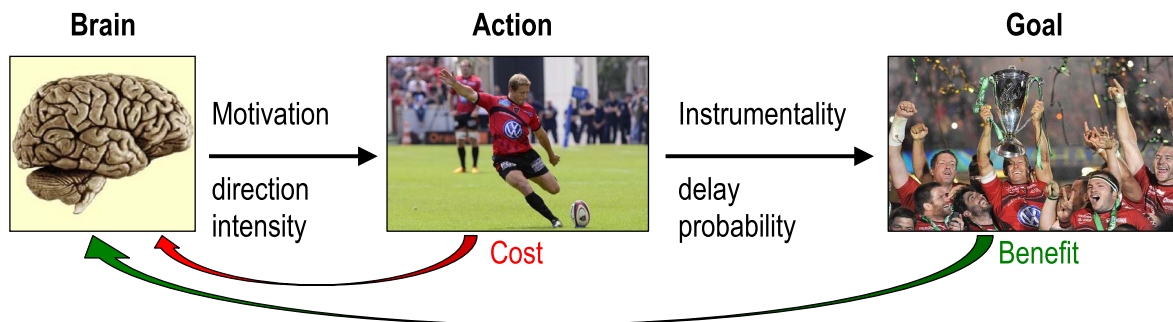 Brain
Action
Goal
Motivation
direction
intensity
Instrumentality
delay
probability
Cost
Benefit